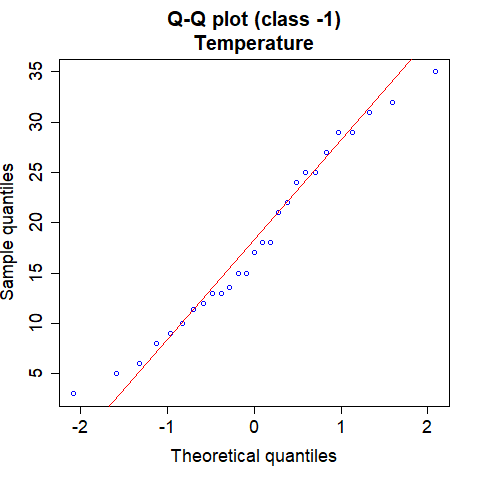 Q-Q plot (class -1)
Temperature
Sample quantiles
35
30
25
20
15
10
5
-2 -1 0 1 2
Theoretical quantiles